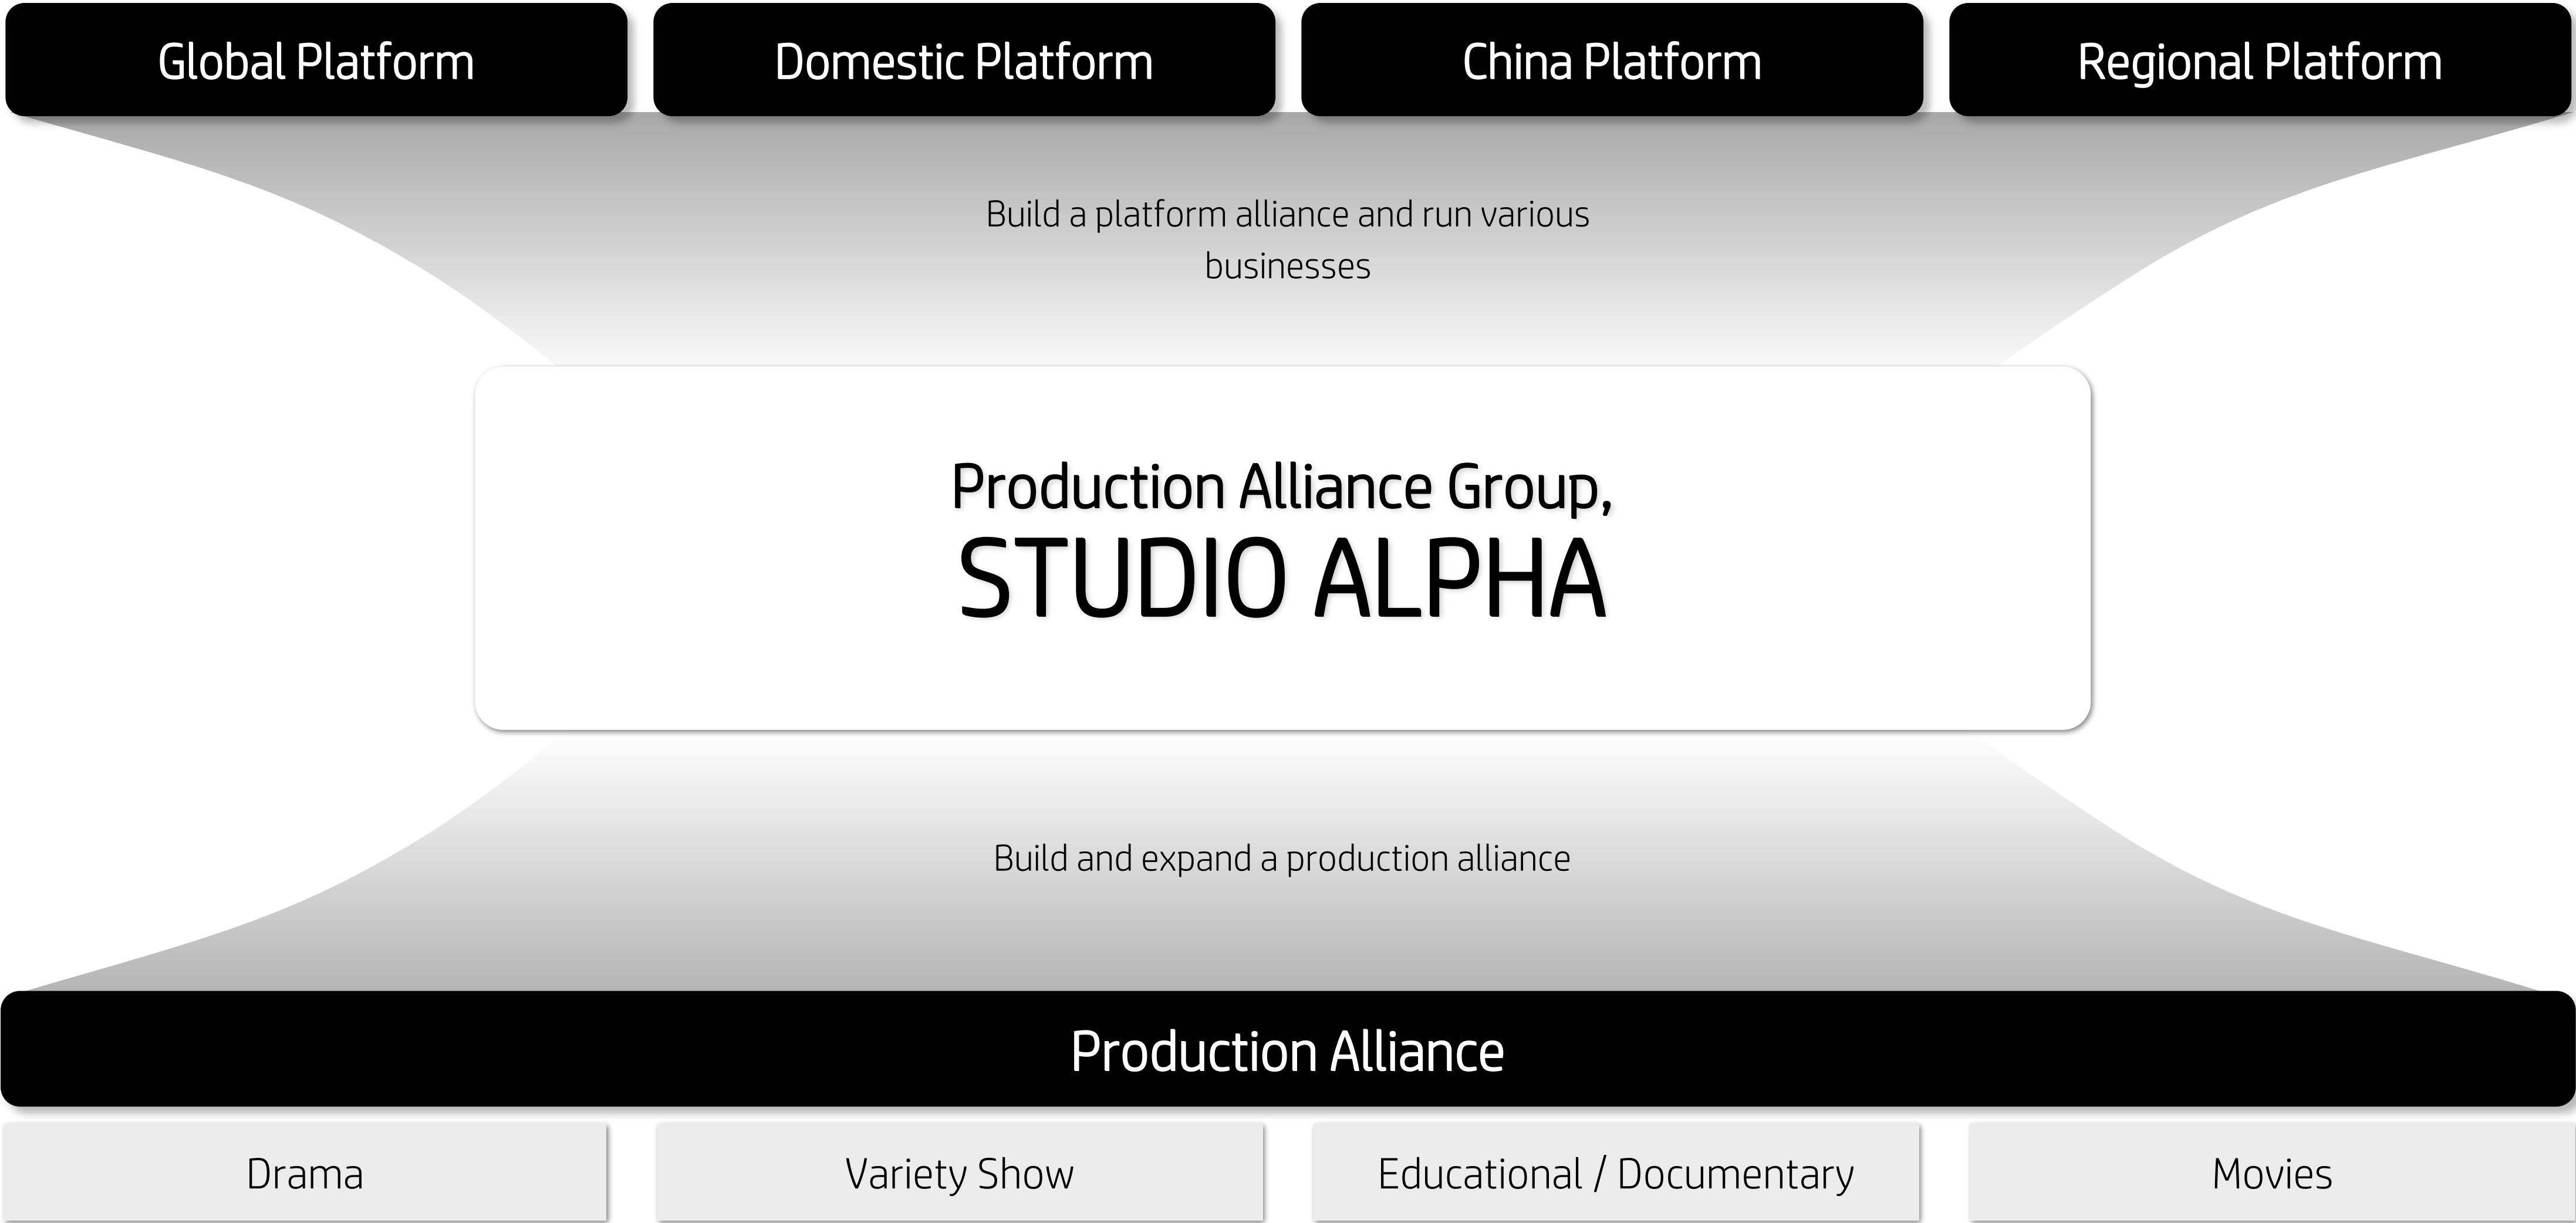 Global Platform
Domestic Platform
China Platform
Regional Platform
Build a platform alliance and run various
businesses
Production Alliance Group,
STUDIO ALPHA
Build and expand a production alliance
Production Alliance
Drama
Variety Show
Educational / Documentary
Movies